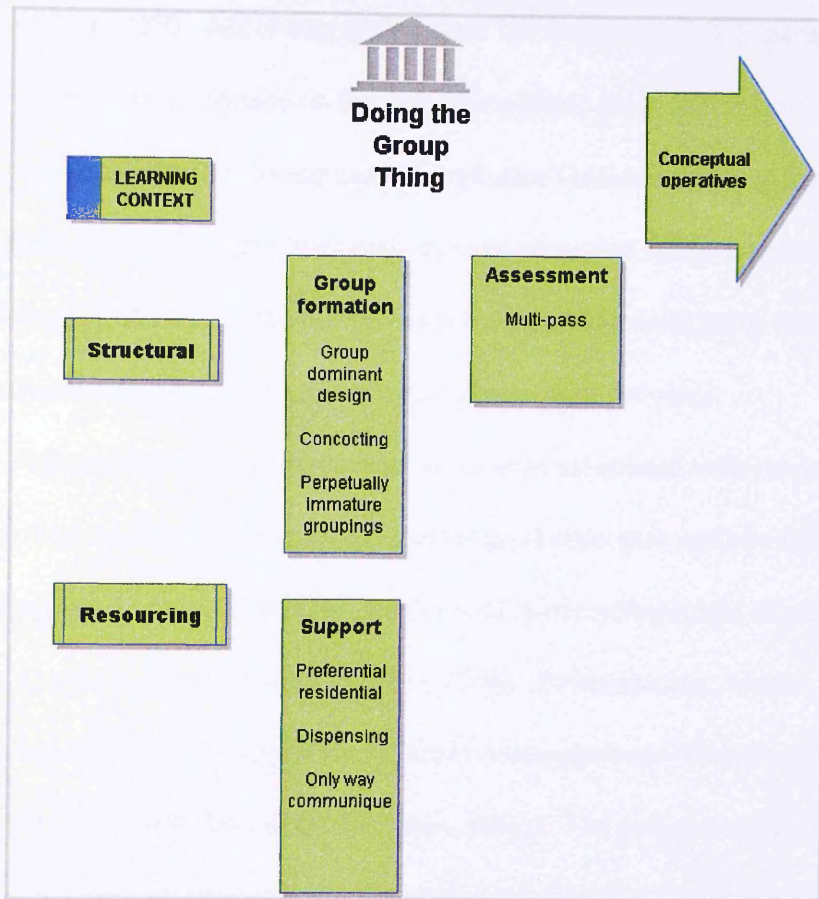 Doing the
Group
Thing
Conceptual
operatives
LEARNING
CONTEXT
Structural
Group
formation
Group
dominant
design
Concocting
Perpetually
immature
groupings
Assessment
Multi-pass
Resourcing
Support
Preferential
residential
Dispensing
Only way
communique